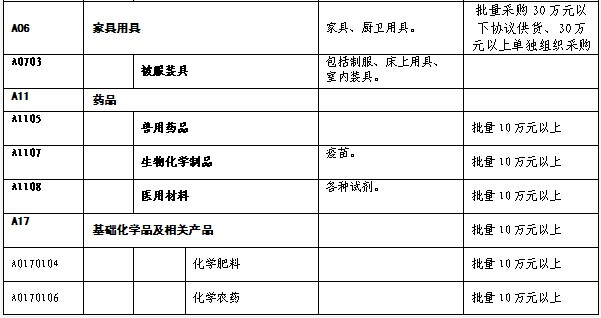 A06 家具用具 家具、厨卫用具。 批量采购 30 万元以
下协议供货、30 万
元以上单独组织采购
A0703 被服装具 包括制服、床上用具、
室内装具。
A11 药品
A1105 兽用药品 批量 10 万元以上
A1107 生物化学制品 疫苗。 批量 10 万元以上
A1108 医用材料 各种试剂。 批量 10 万元以上
A17 基础化学品及相关产品 批量 10 万元以上
A0170104 化学肥料 批量 10 万元以上
A0170106 化学农药 批量 10 万元以上